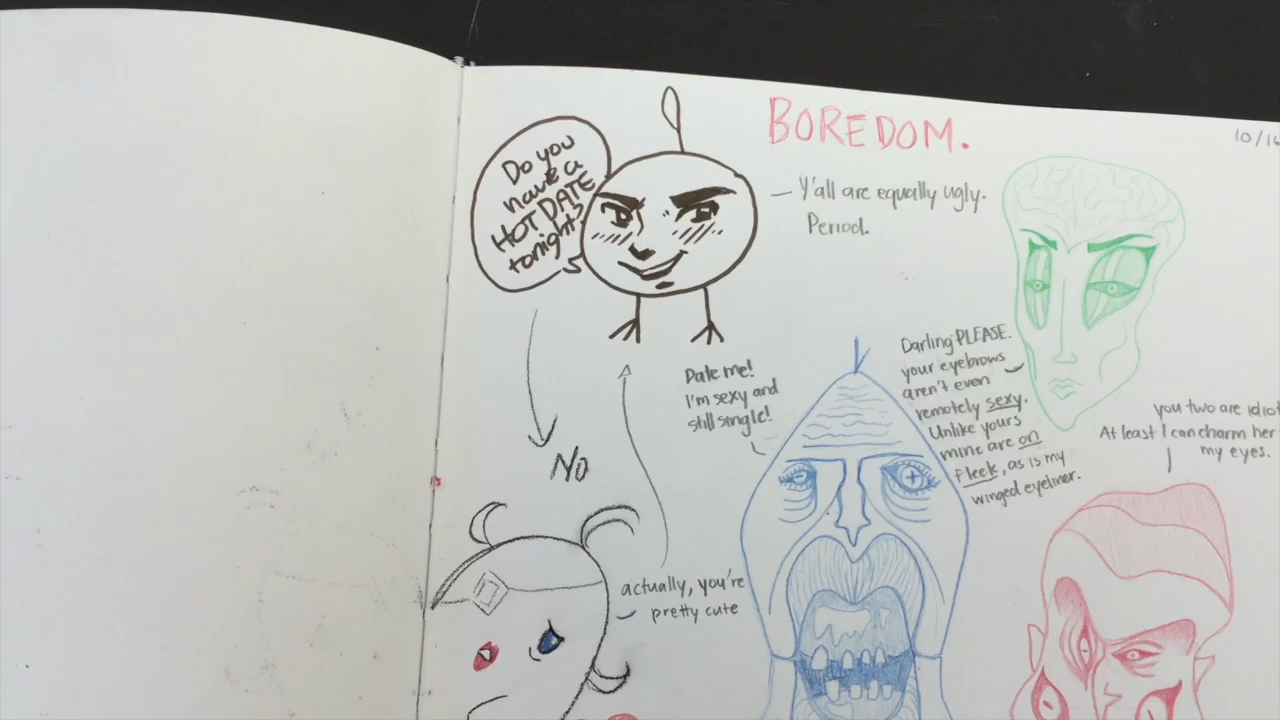 BOREDOM.
10/16
Do you
have a
HOT DATE
tonight?
Y'all are equally ugly.
Period.
Date me!
I'm sexy and
still single!
Darling PLEASE.
your eyebrows
aren't even
remotely sexy.
Unlike yours
mine are on
fleek, as is my
winged eyeliner.
you two are idiot
At least I can charm her
my eyes.
NO
actually, you're
pretty cute